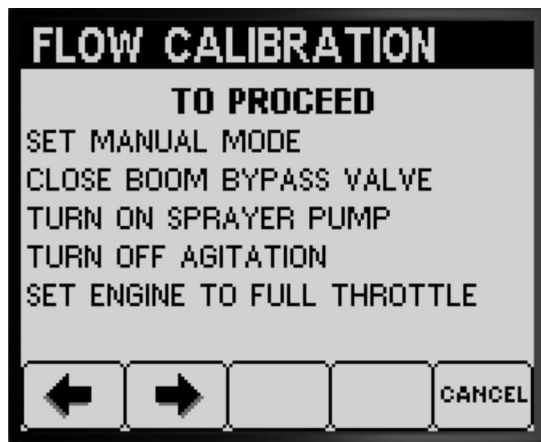 FLOW CALIBRATION
TO PROCEED
SET MANUAL MODE
CLOSE BOOM BYPASS VALVE
TURN ON SPRAYER PUMP
TURN OFF AGITATION
SET ENGINE TO FULL THROTTLE
CANCEL